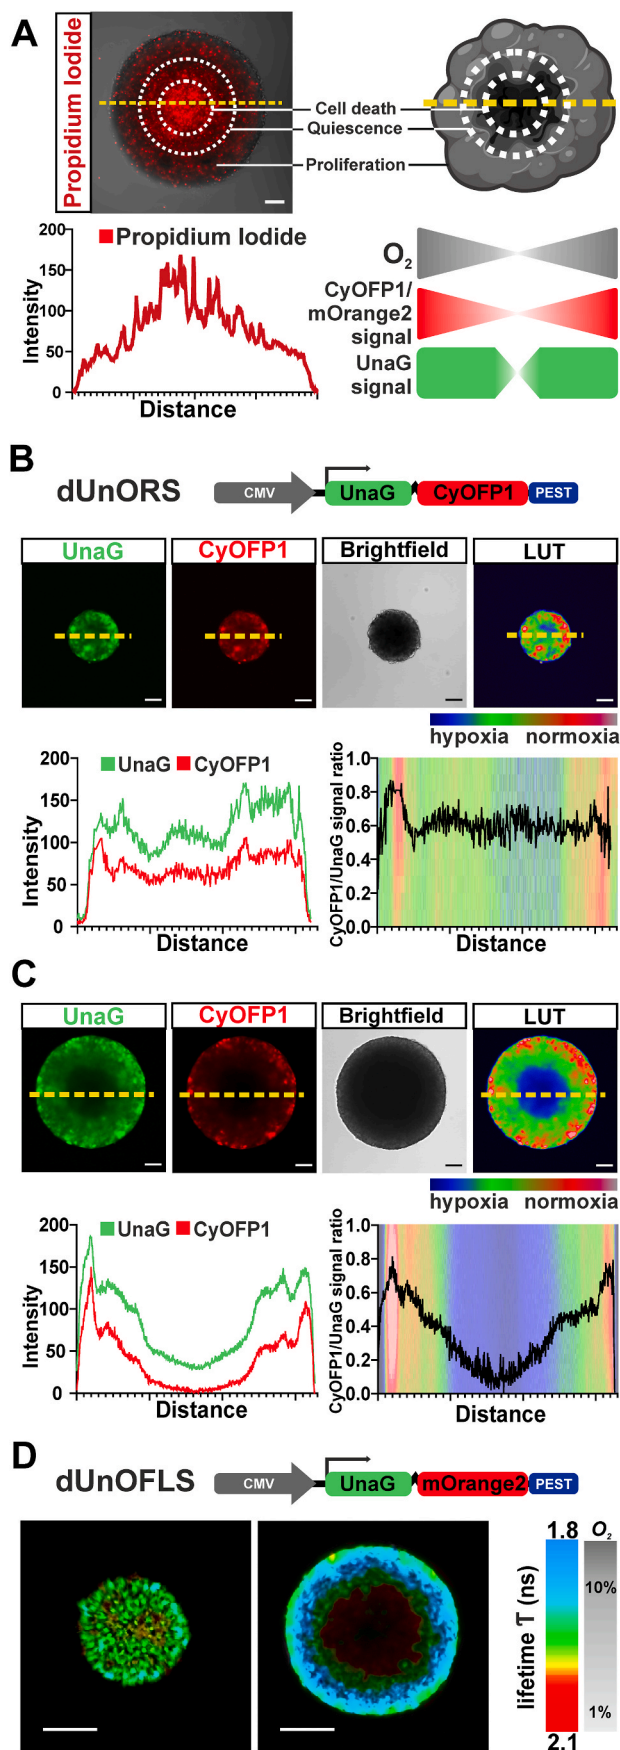 A
Propidium Iodide
Cell death
Quiescence
Proliferation
200
150
100
50
0
Intensity
Propidium Iodide
Distance
O2
CyOFP1/
mOrange2
signal
UnaG
signal
B
dUnORS
CMV
UnaG
CyOFP1
PEST
UnaG
CyOFP1
Brightfield
LUT
hypoxia normoxia
200
150
100
50
0
Intensity
UnaG CyOFP1
Distance
1.0
0.8
0.6
0.4
0.2
0.0
CyOFP1/UnaG signal ratio
Distance
C
UnaG
CyOFP1
Brightfield
LUT
hypoxia normoxia
200
150
100
50
0
Intensity
UnaG CyOFP1
Distance
1.0
0.8
0.6
0.4
0.2
0.0
CyOFP1/UnaG signal ratio
Distance
D
dUnOFLS
CMV
UnaG
mOrange2
PEST
1.8 O2
lifetime T (ns)
10%
1%
2.1